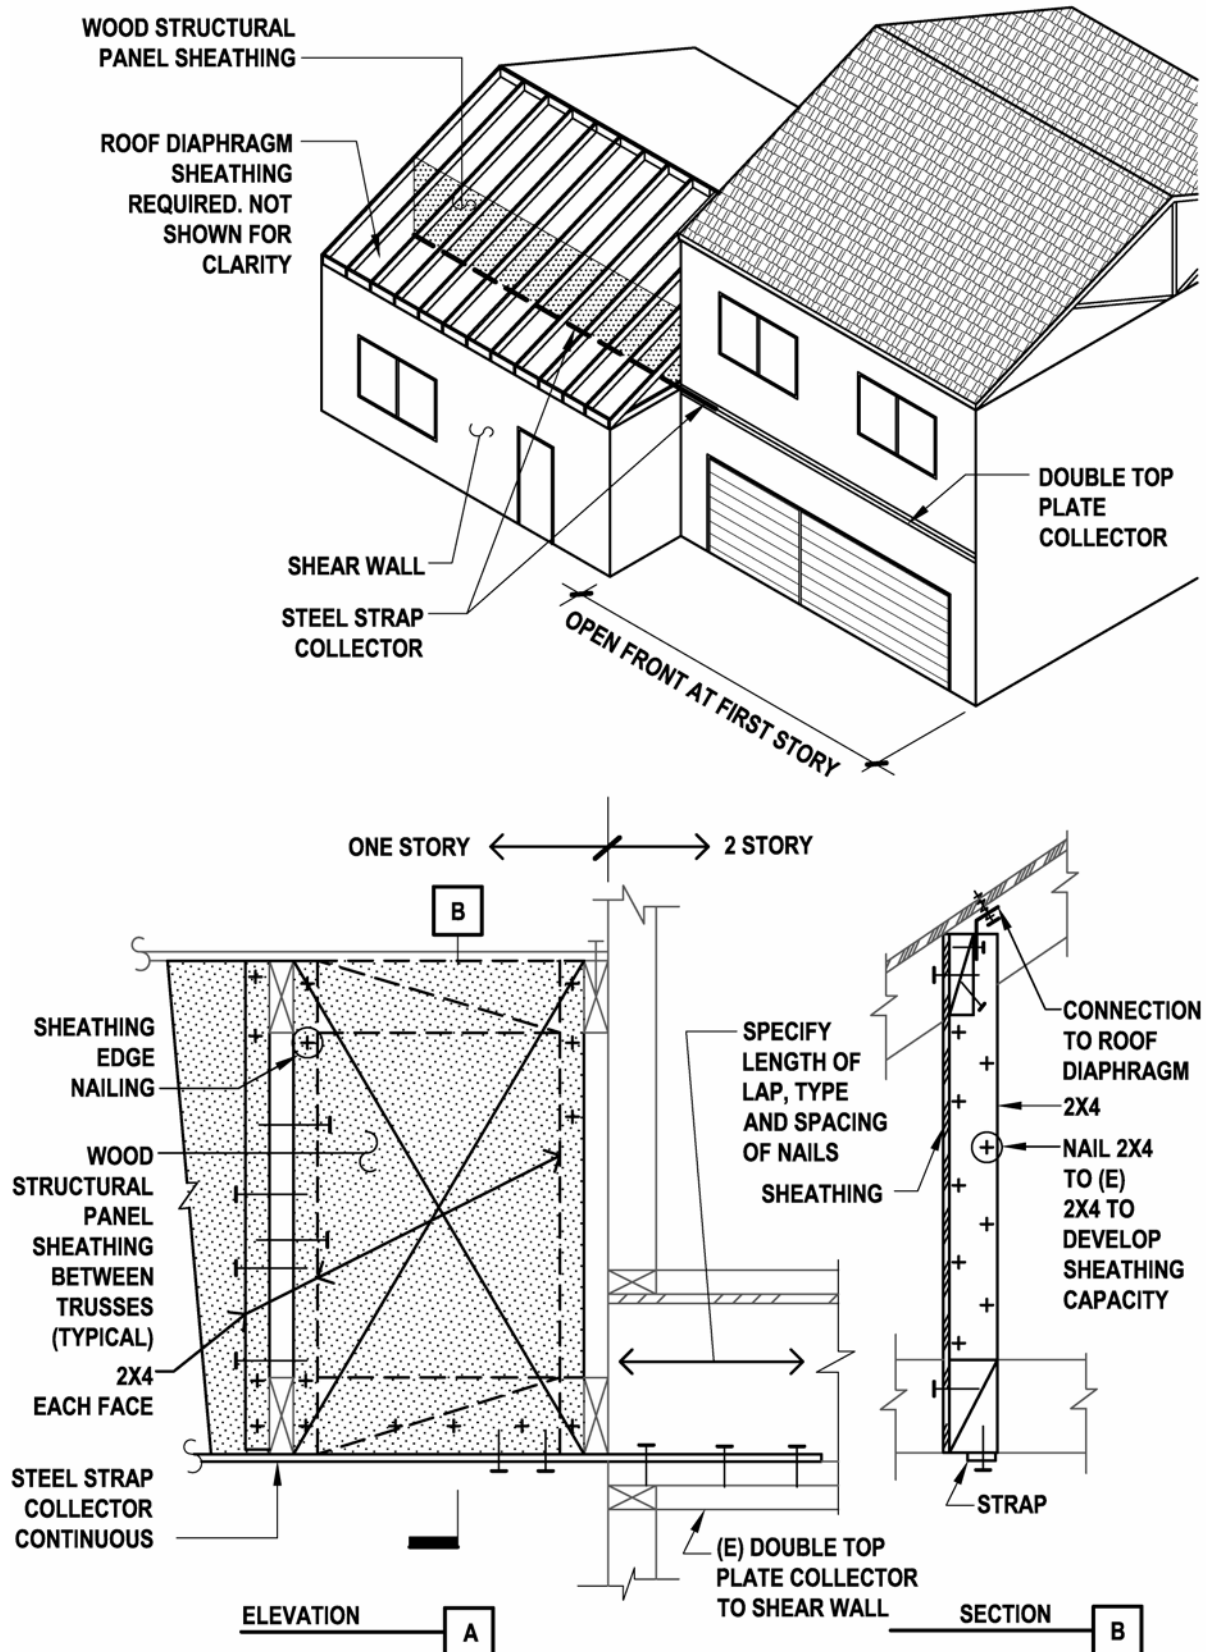 WOOD STRUCTURAL
PANEL SHEATHING
ROOF DIAPHRAGM
SHEATHING
REQUIRED. NOT
SHOWN FOR
CLARITY
SHEAR WALL
STEEL STRAP
COLLECTOR
DOUBLE TOP
PLATE
COLLECTOR
OPEN FRONT AT FIRST STORY
ONE STORY
2 STORY
B
SHEATHING
EDGE
NAILING
WOOD
STRUCTURAL
PANEL
SHEATHING
BETWEEN
TRUSSES
(TYPICAL)
2X4
EACH FACE
STEEL STRAP
COLLECTOR
CONTINUOUS
SPECIFY
LENGTH OF
LAP, TYPE
AND SPACING
OF NAILS
SHEATHING
CONNECTION
TO ROOF
DIAPHRAGM
2X4
NAIL 2X4
TO (E)
2X4 TO
DEVELOP
SHEATHING
CAPACITY
STRAP
(E) DOUBLE TOP
PLATE COLLECTOR
TO SHEAR WALL
ELEVATION A
SECTION B